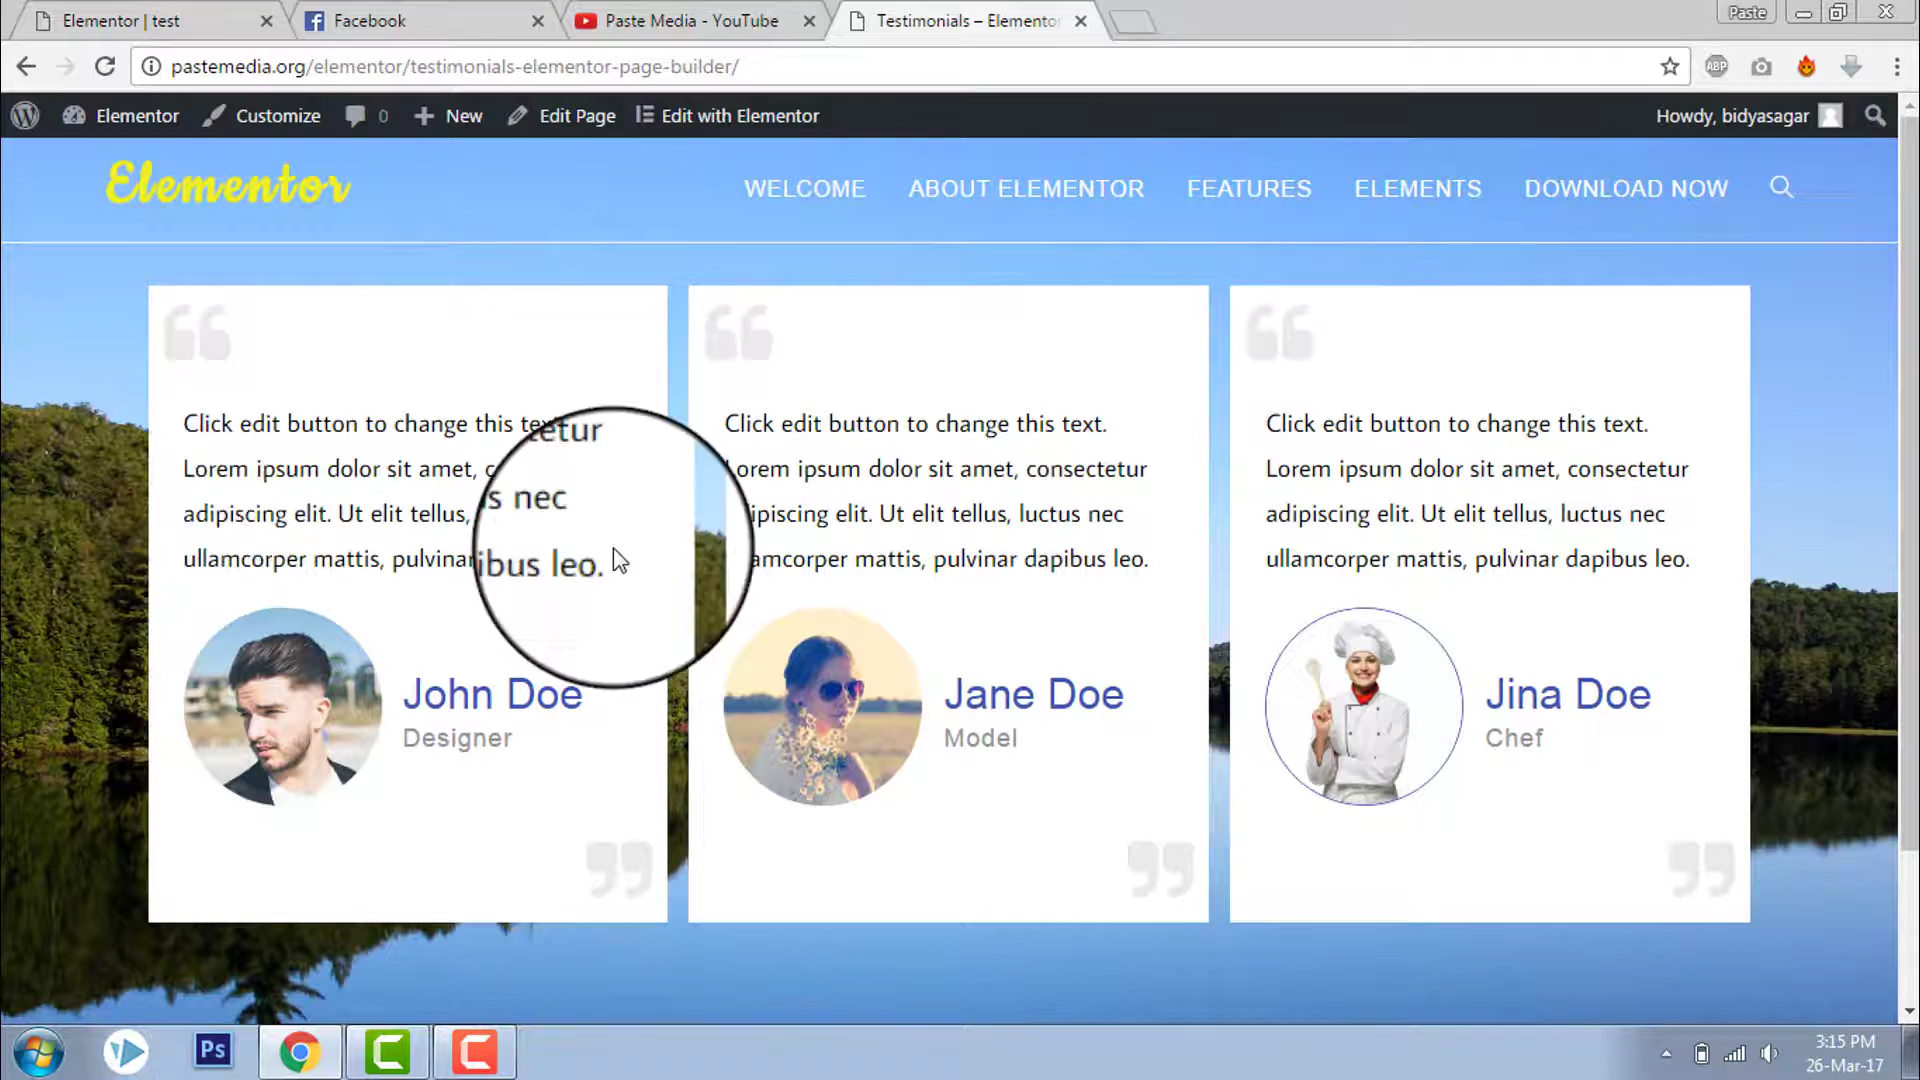 Elementor | test
Facebook
Paste Media - YouTube
Testimonials – Elementor
Paste
pastemedia.org/elementor/testimonials-elementor-page-builder/
ABP
Elementor
Customize
0
New
Edit Page
Edit with Elementor
Howdy, bidyasagar
Elementor
WELCOME
ABOUT ELEMENTOR
FEATURES
ELEMENTS
DOWNLOAD NOW
Click edit button to change this text
Lorem ipsum dolor sit amet, c
adipiscing elit. Ut elit tellus,
ullamcorper mattis, pulvinar
tetur
s nec
ibus leo.
John Doe
Designer
Click edit button to change this text.
Lorem ipsum dolor sit amet, consectetur
ipiscing elit. Ut elit tellus, luctus nec
amcorper mattis, pulvinar dapibus leo.
Jane Doe
Model
Click edit button to change this text.
Lorem ipsum dolor sit amet, consectetur
adipiscing elit. Ut elit tellus, luctus nec
ullamcorper mattis, pulvinar dapibus leo.
Jina Doe
Chef
Ps
3:15 PM
26-Mar-17